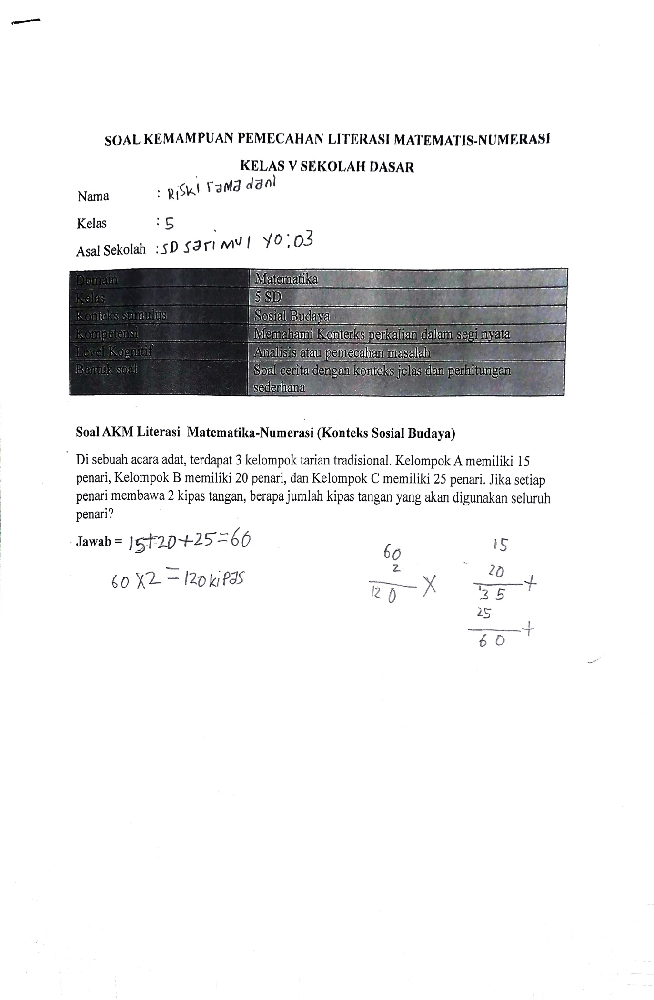 SOAL KEMAMPUAN PEMECAHAN LITERASI MATEMATIS-NUMERASI
KELAS V SEKOLAH DASAR
Nama : Riski ramadani
Kelas : 5
Asal Sekolah : SD sarimul yo:03
Domain Matematika
Kelas 5 SD
Konteks stimulus Sosial Budaya
Kompetensi Memahami Konterks perkalian dalam segi nyata
Level Kognitif Analisis atau pemecahan masalah
Bentuk soal Soal cerita dengan konteks jelas dan perhitungan
sederhana
Soal AKM Literasi Matematika-Numerasi (Konteks Sosial Budaya)
Di sebuah acara adat, terdapat 3 kelompok tarian tradisional. Kelompok A memiliki 15
penari, Kelompok B memiliki 20 penari, dan Kelompok C memiliki 25 penari. Jika setiap
penari membawa 2 kipas tangan, berapa jumlah kipas tangan yang akan digunakan seluruh
penari?
Jawab = 15+20+25=60
60 X2 = 120 kipas
60
2
X
120
15
20
+
135
25
+
60